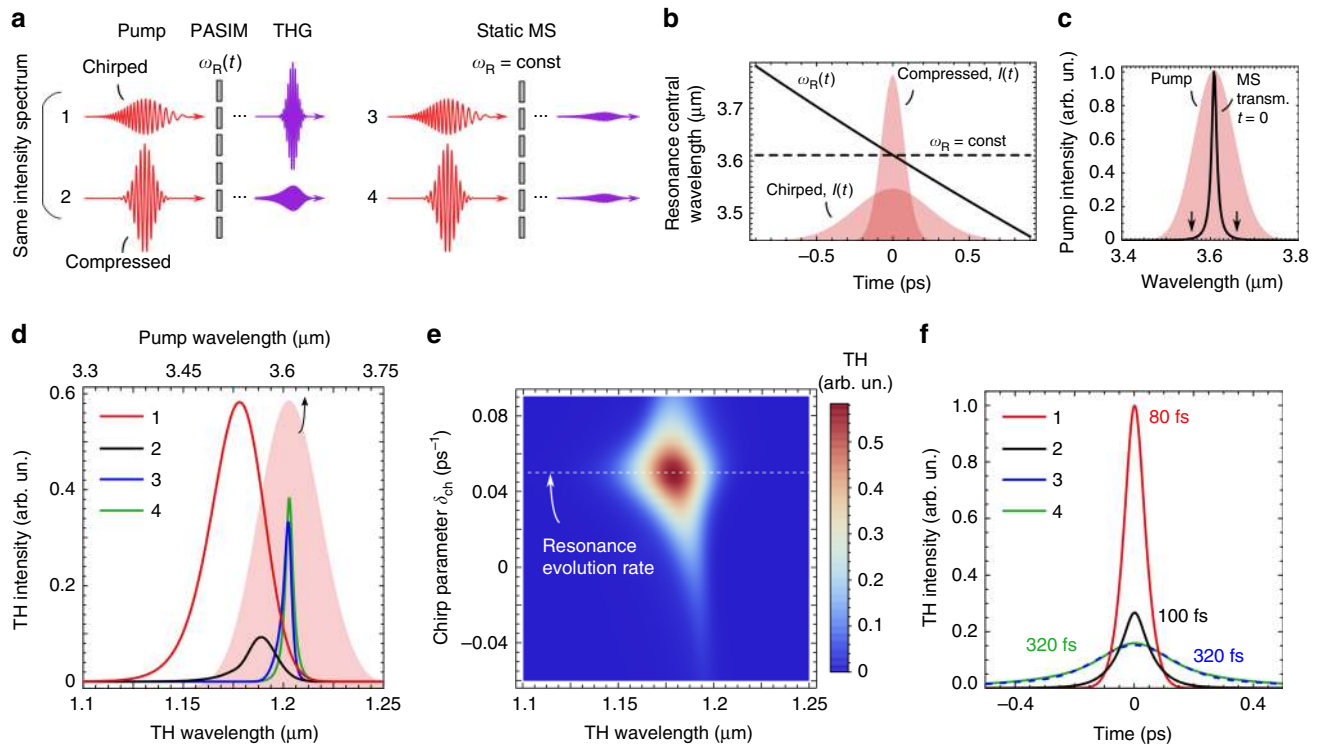 a
Pump PASIM THG
Static MS
Chirped
ωR(t)
ωR = const
Same intensity spectrum
1
2
3
4
...
...
...
...
Compressed
b
Resonance central
wavelength (μm)
3.7
3.6
3.5
ωR(t)
Compressed, I(t)
ωR = const
Chirped, I(t)
–0.5 0 0.5
Time (ps)
c
Pump intensity (arb. un.)
1.0
0.8
0.6
0.4
0.2
0
Pump
MS
transm.
t = 0
3.4 3.6 3.8
Wavelength (μm)
d
Pump wavelength (μm)
3.3 3.45 3.6 3.75
TH intensity (arb. un.)
0.6
0.4
0.2
0
1
2
3
4
1.1 1.15 1.2 1.25
TH wavelength (μm)
e
TH
(arb. un.)
Chirp parameter δch (ps–1)
0.08
0.04
0
–0.04
Resonance
evolution rate
0.5
0.4
0.3
0.2
0.1
0
1.1 1.15 1.2 1.25
TH wavelength (μm)
f
TH intensity (arb. un.)
1.0
0.8
0.6
0.4
0.2
0.0
1
2
3
4
80 fs
100 fs
320 fs
320 fs
–0.4 0 0.4
Time (ps)